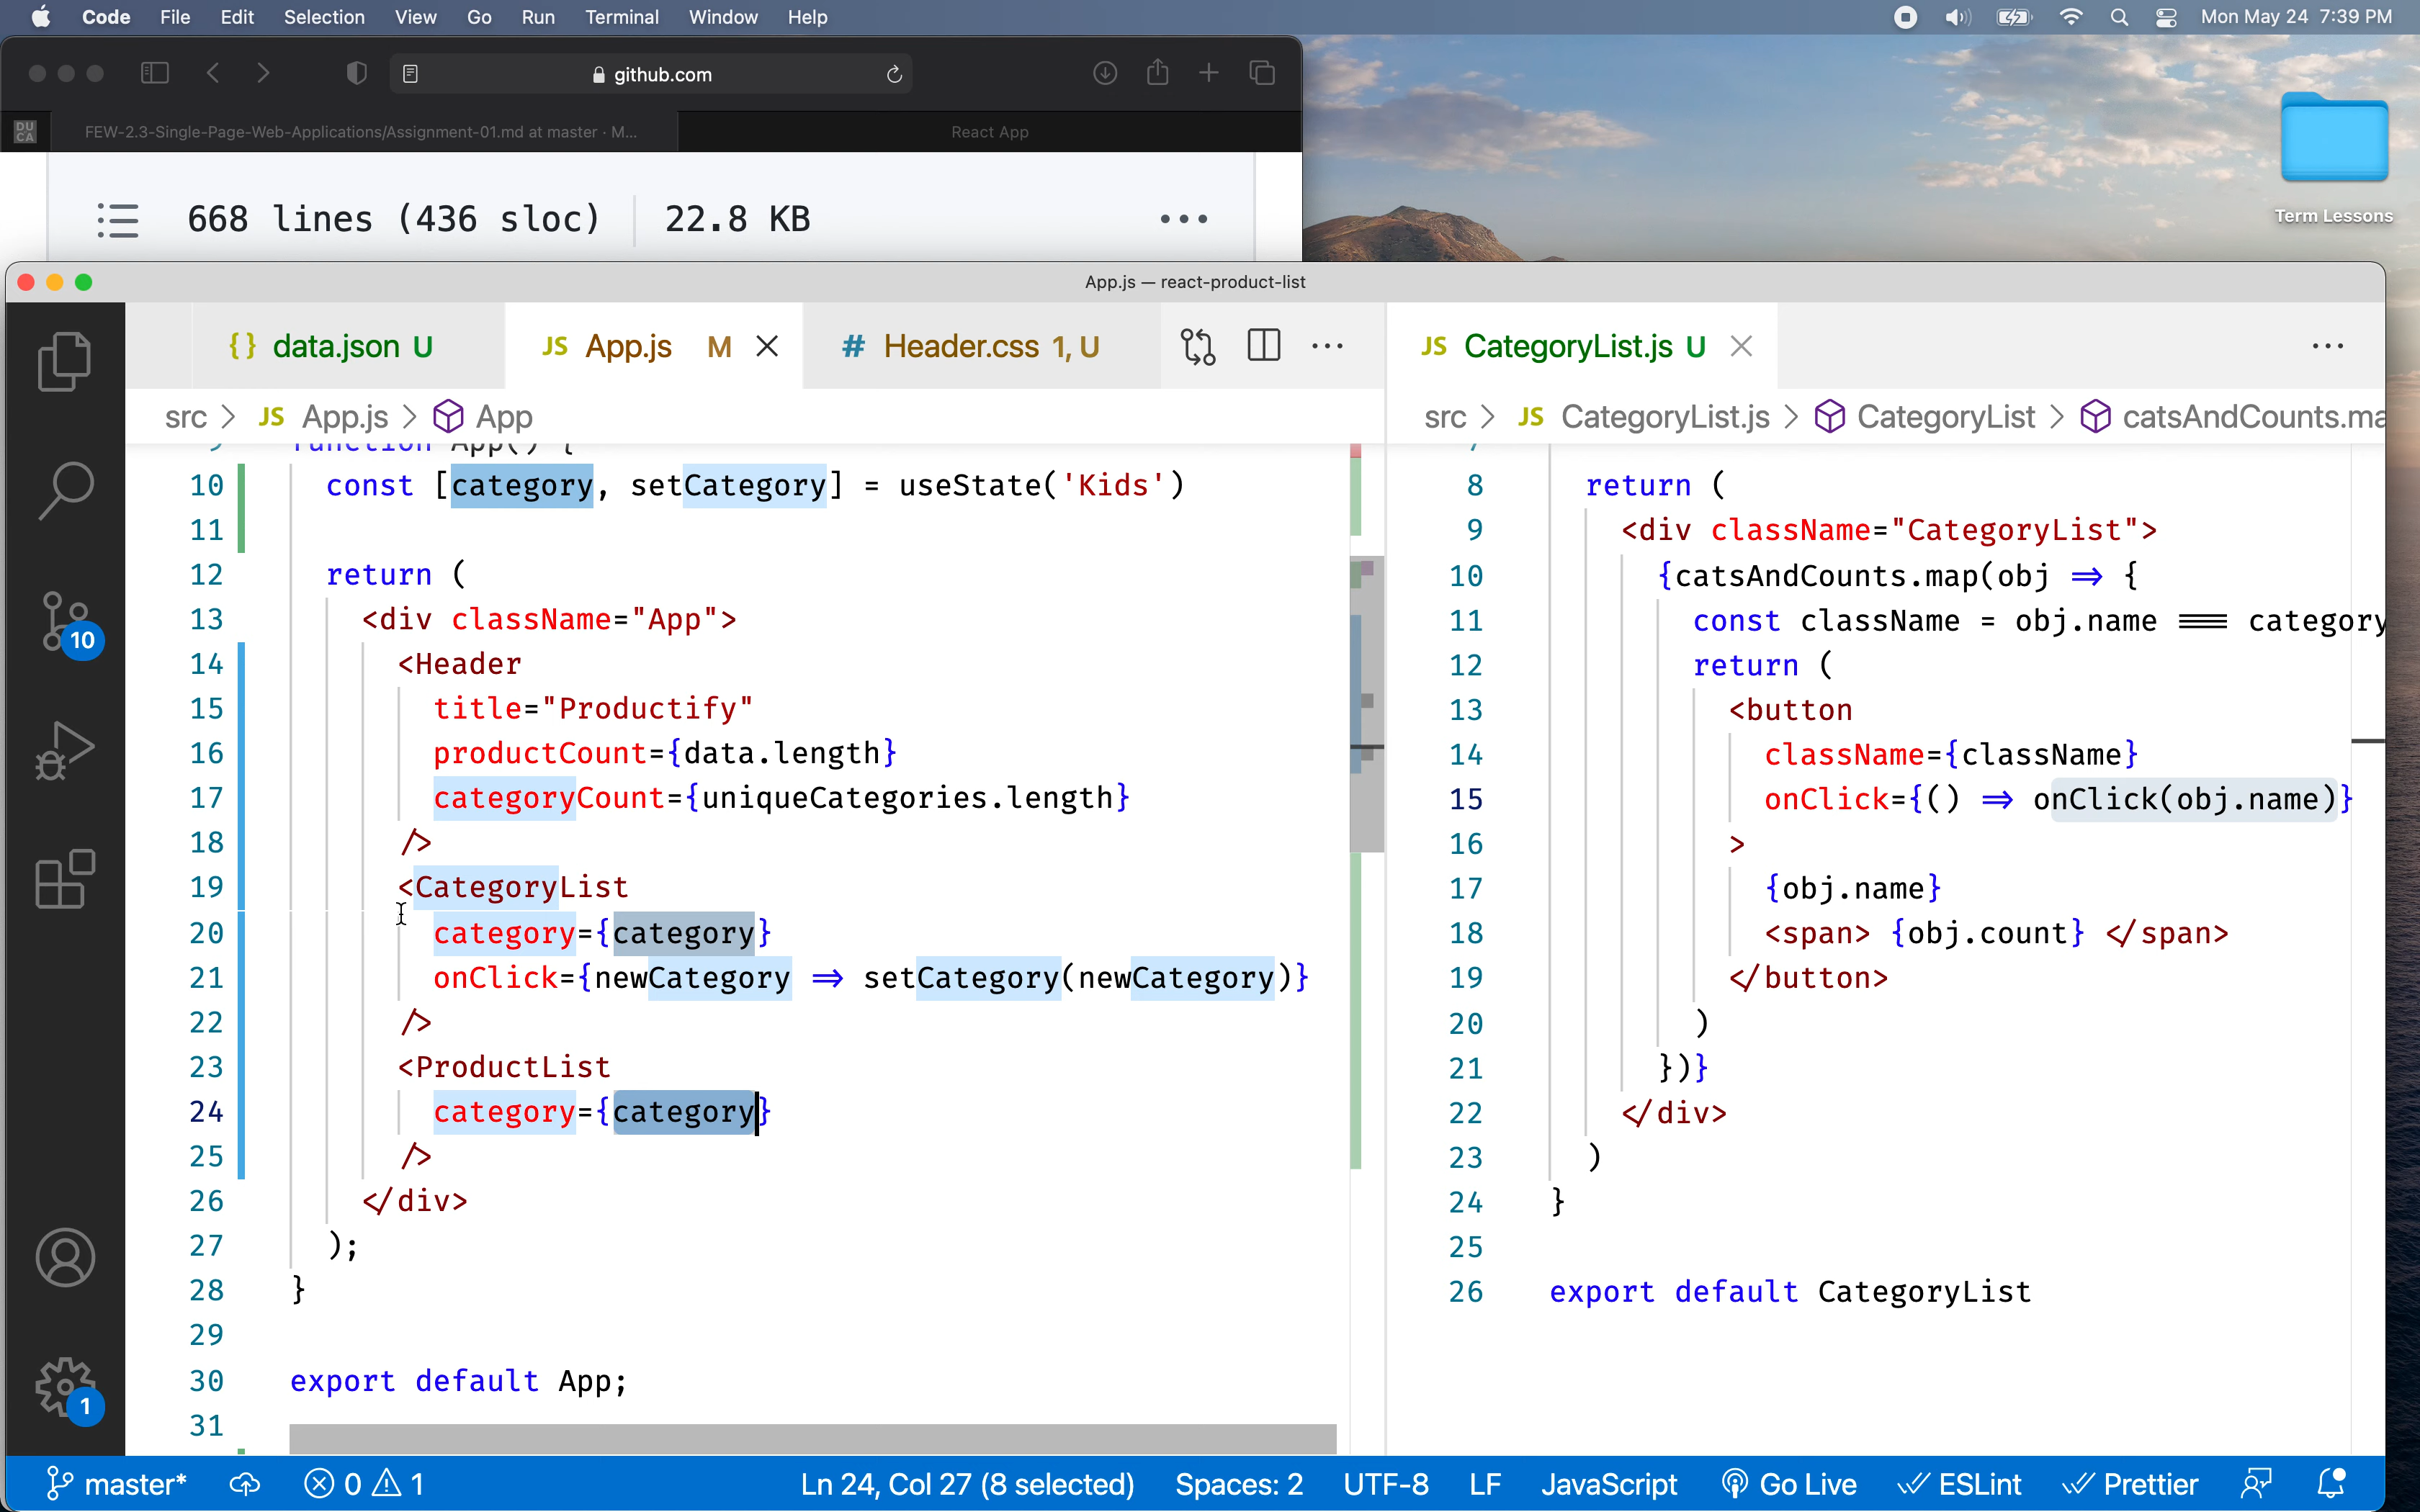 Code File Edit Selection View Go Run Terminal Window Help Mon May 24 7:39 PM
github.com
DU CA
FEW-2.3-Single-Page-Web-Applications/Assignment-01.md at master · M... React App
668 lines (436 sloc) 22.8 KB
Term Lessons
App.js — react-product-list
{} data.json U JS App.js M # Header.css 1, U JS CategoryList.js U
src > JS App.js > App
9 function App() {
10 const [category, setCategory] = useState('Kids')
11
12 return (
13 <div className="App">
14 <Header
15 title="Productify"
16 productCount={data.length}
17 categoryCount={uniqueCategories.length}
18 />
19 <CategoryList
20 category={category}
21 onClick={newCategory => setCategory(newCategory)}
22 />
23 <ProductList
24 category={category}
25 />
26 </div>
27 );
28 }
29
30 export default App;
31
src > JS CategoryList.js > CategoryList > catsAndCounts.ma
7
8 return (
9 <div className="CategoryList">
10 {catsAndCounts.map(obj => {
11 const className = obj.name === category
12 return (
13 <button
14 className={className}
15 onClick={() => onClick(obj.name)}
16 >
17 {obj.name}
18 <span> {obj.count} </span>
19 </button>
20 )
21 })}
22 </div>
23 )
24 }
25
26 export default CategoryList
10
1
master* 0 1 Ln 24, Col 27 (8 selected) Spaces: 2 UTF-8 LF JavaScript Go Live ESLint Prettier